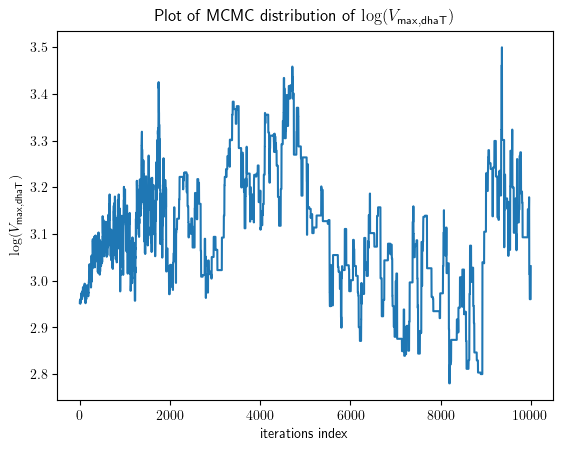 Plot of MCMC distribution of log(V_max,dhaT)
3.5
3.4
3.3
3.2
3.1
3.0
2.9
2.8
log(V_max,dhaT)
0 2000 4000 6000 8000 10000
iterations index